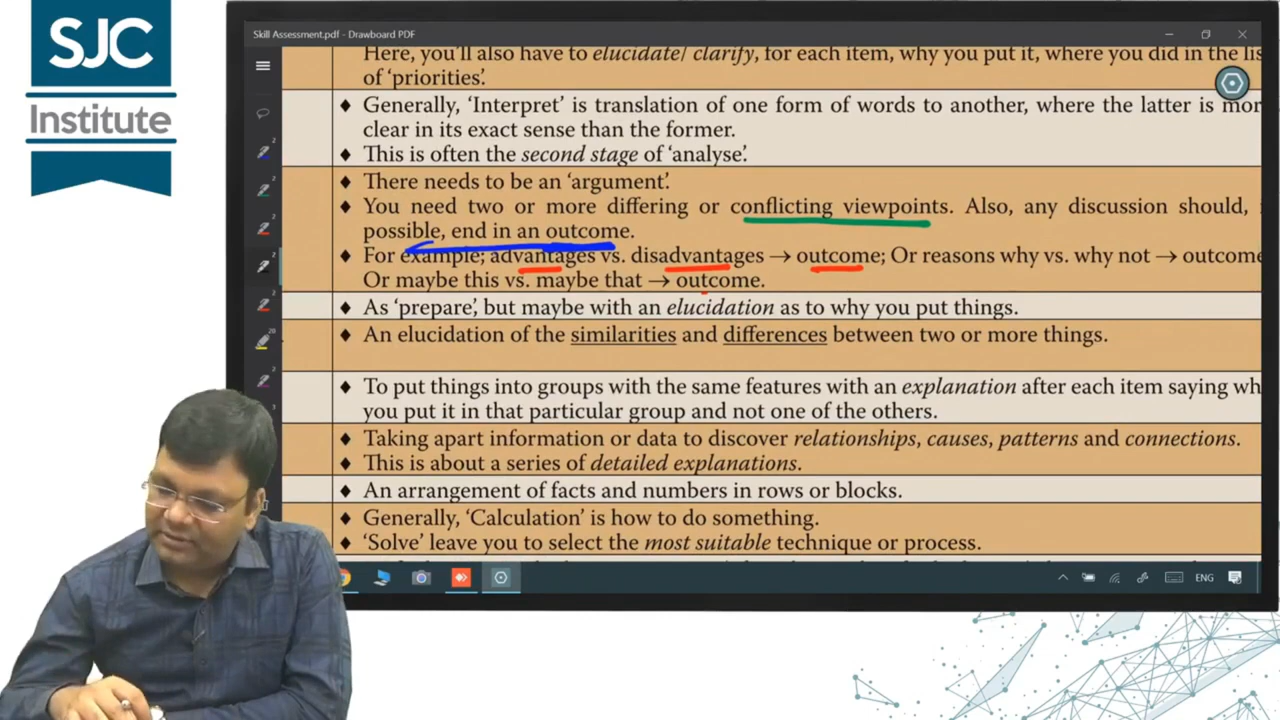 SJC
Institute
Skill Assessment.pdf - Drawboard PDF
Here, you'll also have to elucidate/ clarify, for each item, why you put it, where you did in the
of 'priorities'.
♦ Generally, 'Interpret' is translation of one form of words to another, where the latter is
clear in its exact sense than the former.
♦ This is often the second stage of 'analyse'.
♦ There needs to be an 'argument'.
♦ You need two or more differing or conflicting viewpoints. Also, any discussion should,
possible, end in an outcome.
♦ For example; advantages vs. disadvantages → outcome; Or reasons why vs. why not → outcome
Or maybe this vs. maybe that → outcome.
♦ As 'prepare', but maybe with an elucidation as to why you put things.
♦ An elucidation of the similarities and differences between two or more things.
♦ To put things into groups with the same features with an explanation after each item saying
you put it in that particular group and not one of the others.
♦ Taking apart information or data to discover relationships, causes, patterns and connections.
♦ This is about a series of detailed explanations.
♦ An arrangement of facts and numbers in rows or blocks.
♦ Generally, 'Calculation' is how to do something.
♦ 'Solve' leave you to select the most suitable technique or process.
ENG